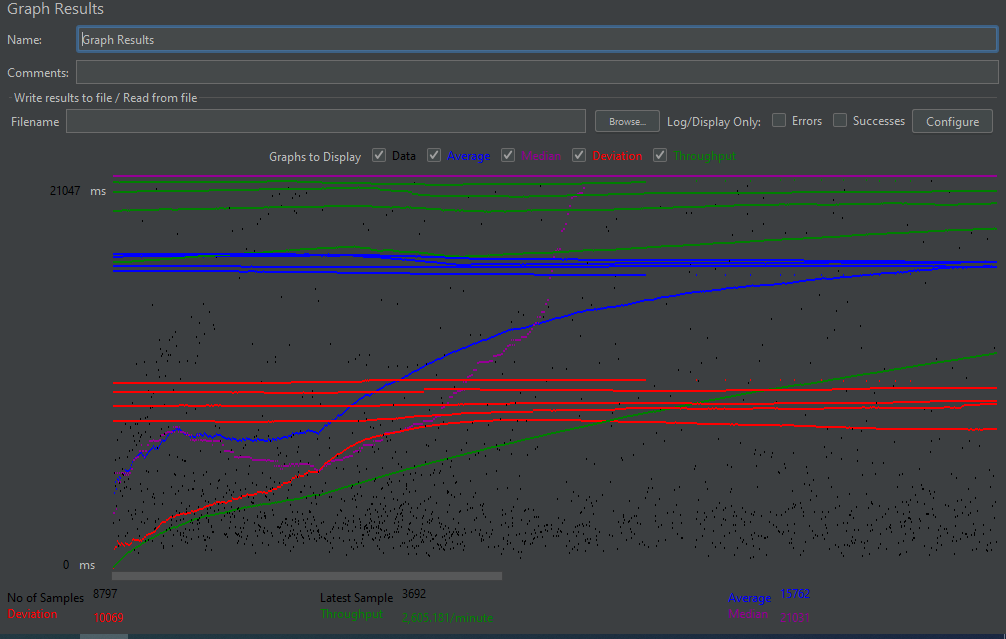 Graph Results
Name: Graph Results
Comments:
Write results to file / Read from file
Filename Browse... Log/Display Only: Errors Successes Configure
Graphs to Display Data Average Median Deviation Throughput
21047 ms
0 ms
No of Samples 8797 Latest Sample 3692 Average 15762
Deviation 10069 Throughput 2,605.181/minute Median